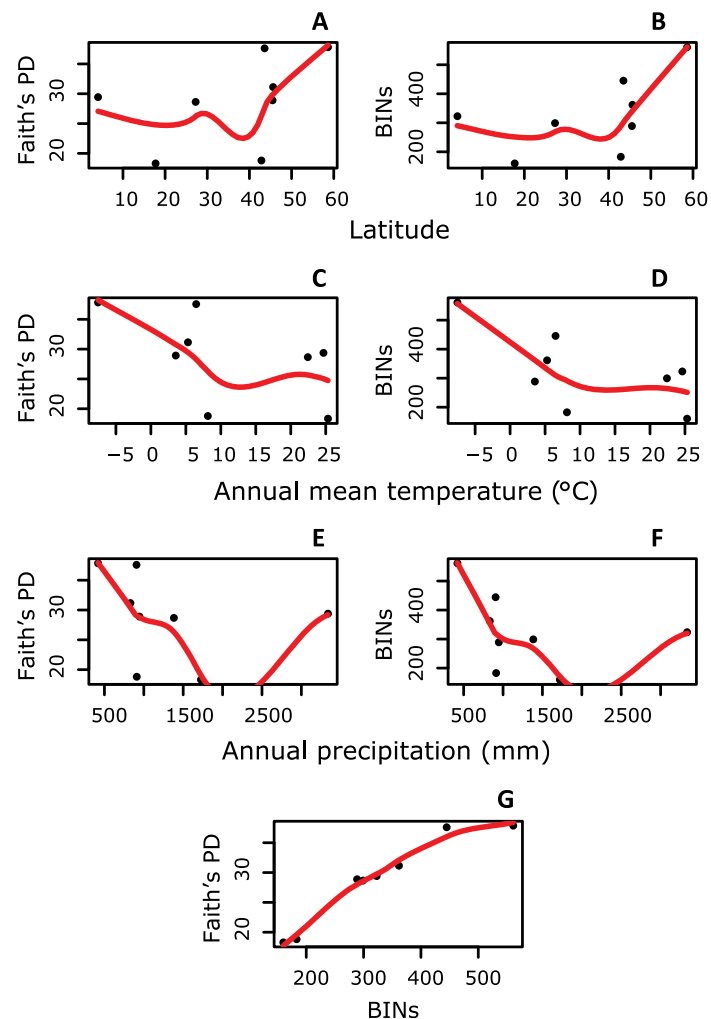 A
B
Faith's PD
20
30
BINs
200
400
10
20
30
40
50
60
10
20
30
40
50
60
Latitude
C
D
Faith's PD
20
30
BINs
200
400
−5
0
5
10
15
20
25
−5
0
5
10
15
20
25
Annual mean temperature (°C)
E
F
Faith's PD
20
30
BINs
200
400
500
1500
2500
500
1500
2500
Annual precipitation (mm)
G
Faith's PD
20
30
200
300
400
500
BINs